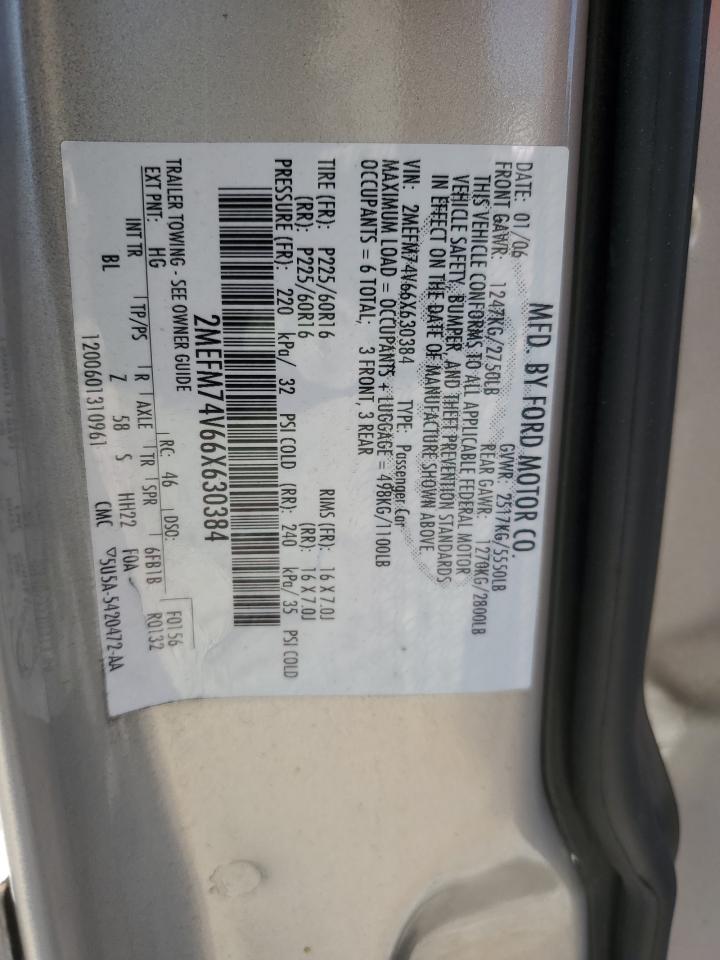 MFD. BY FORD MOTOR CO.
DATE: 01/06 GVWR: 2517KG/5550LB
FRONT GAWR: 1247KG/2750LB REAR GAWR: 1270KG/2800LB
THIS VEHICLE CONFORMS TO ALL APPLICABLE FEDERAL MOTOR
VEHICLE SAFETY, BUMPER, AND THEFT PREVENTION STANDARDS
IN EFFECT ON THE DATE OF MANUFACTURE SHOWN ABOVE.
VIN: 2MEFM74V66X630384 TYPE: Passenger Car
MAXIMUM LOAD = OCCUPANTS + LUGGAGE = 498KG/1100LB
OCCUPANTS = 6 TOTAL; 3 FRONT, 3 REAR
TIRE (FR): P225/60R16 RIMS (FR): 16 X 7.0J
(RR): P225/60R16 (RR): 16 X 7.0J
PRESSURE (FR): 220 kPa/ 32 PSI COLD (RR): 240 kPa/ 35 PSI COLD
2MEFM74V66X630384
TRAILER TOWING - SEE OWNER GUIDE
EXT PNT: HG RC: 46 DSO: F0156
R0132
INT TR TP/PS R AXLE TR SPR 6FB1B
BL Z 58 S HH22 FOA
1200601310961 CMC ▽5U5A-5420472-AA